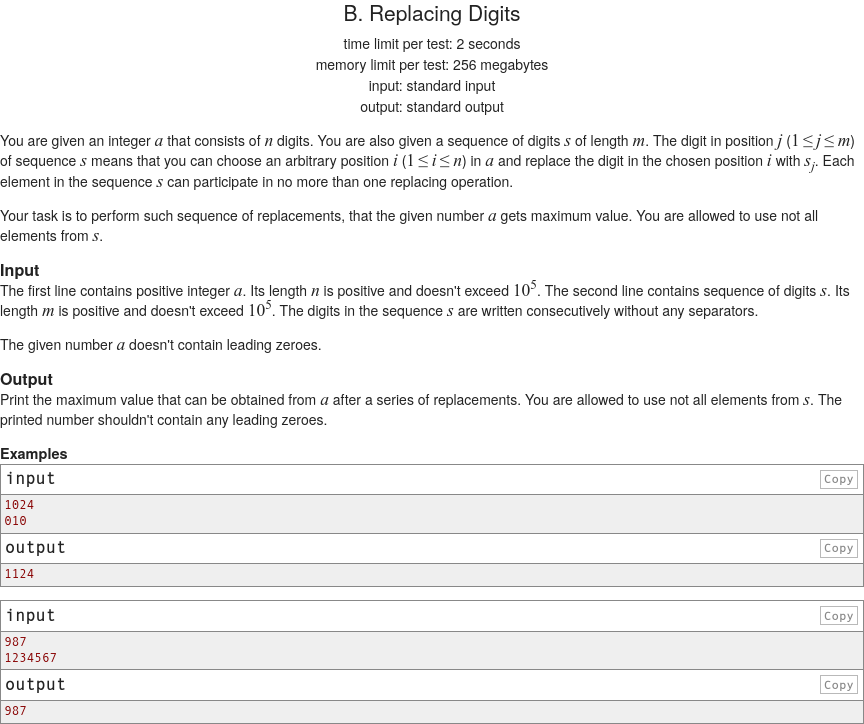 B. Replacing Digits
time limit per test: 2 seconds
memory limit per test: 256 megabytes
input: standard input
output: standard output
You are given an integer a that consists of n digits. You are also given a sequence of digits s of length m. The digit in position j (1 ≤ j ≤ m)
of sequence s means that you can choose an arbitrary position i (1 ≤ i ≤ n) in a and replace the digit in the chosen position i with s_j. Each
element in the sequence s can participate in no more than one replacing operation.
Your task is to perform such sequence of replacements, that the given number a gets maximum value. You are allowed to use not all
elements from s.
Input
The first line contains positive integer a. Its length n is positive and doesn't exceed 10^5. The second line contains sequence of digits s. Its
length m is positive and doesn't exceed 10^5. The digits in the sequence s are written consecutively without any separators.
The given number a doesn't contain leading zeroes.
Output
Print the maximum value that can be obtained from a after a series of replacements. You are allowed to use not all elements from s. The
printed number shouldn't contain any leading zeroes.
Examples
input Copy
1024
010
output Copy
1124
input Copy
987
1234567
output Copy
987